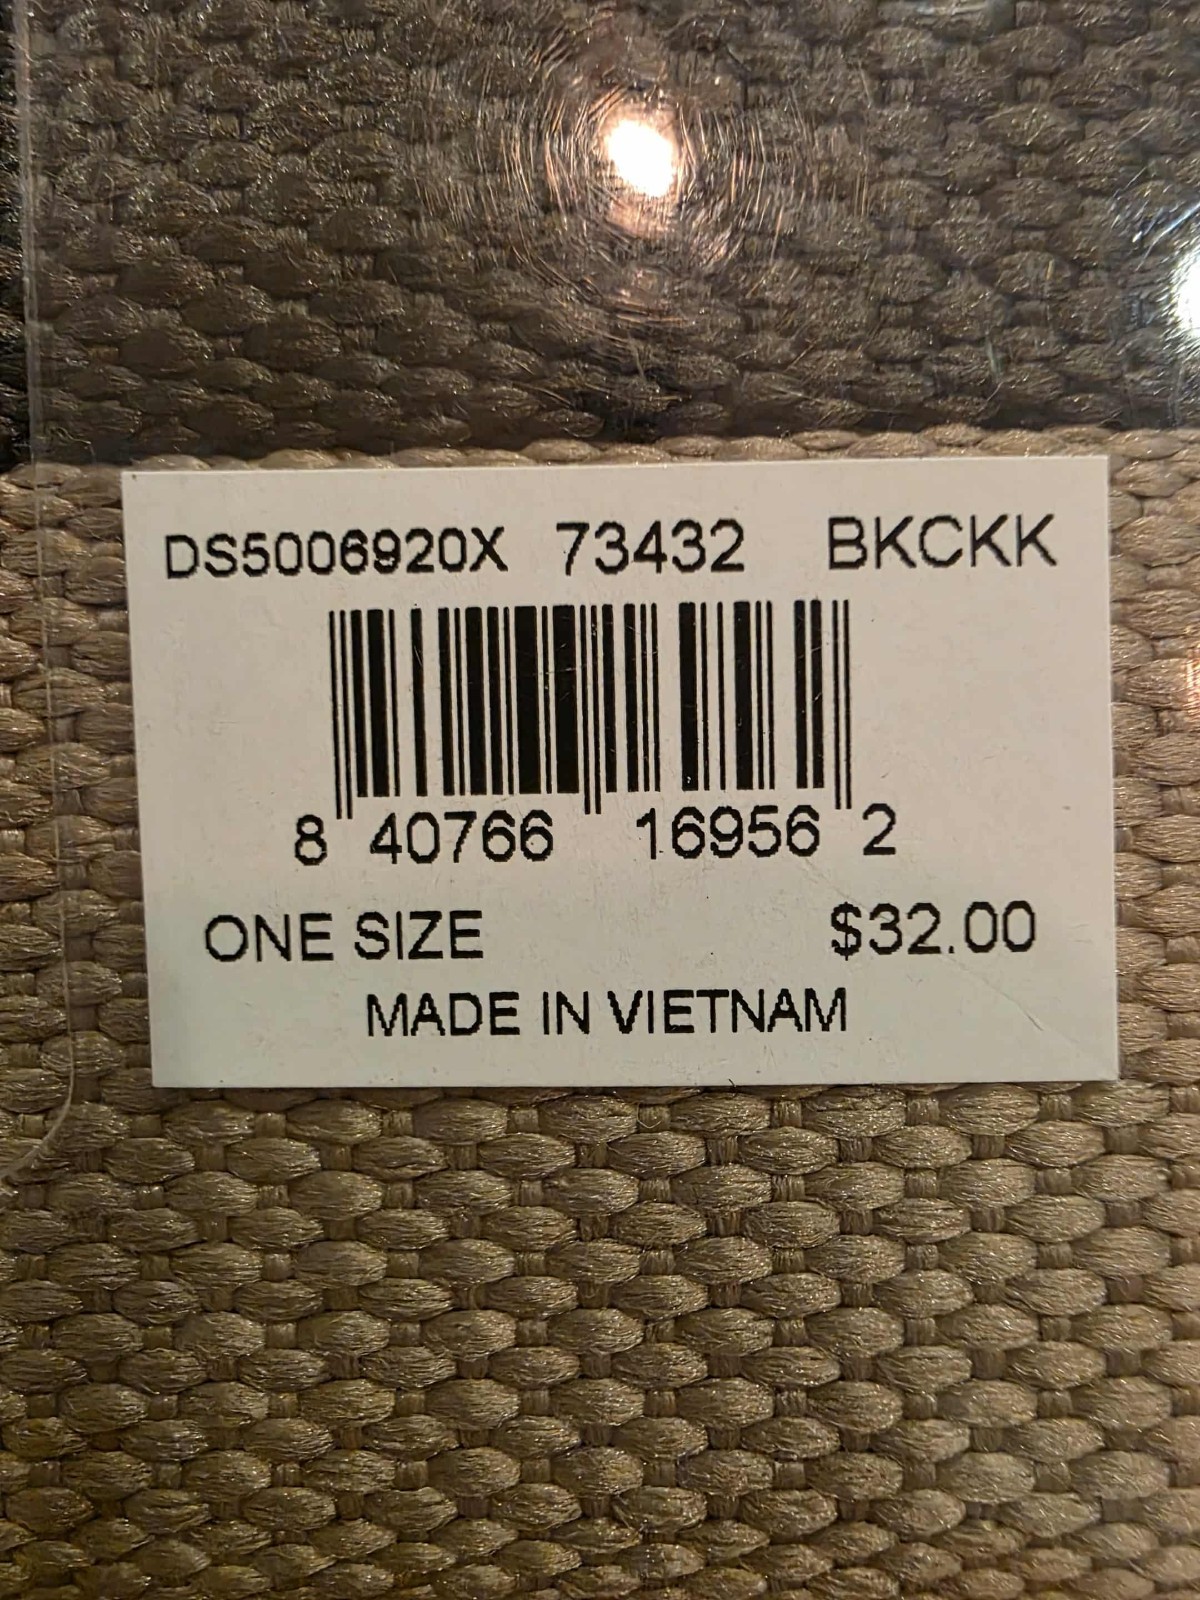 DS5006920X 73432 BKCKK
8 40766 16956 2
ONE SIZE $32.00
MADE IN VIETNAM